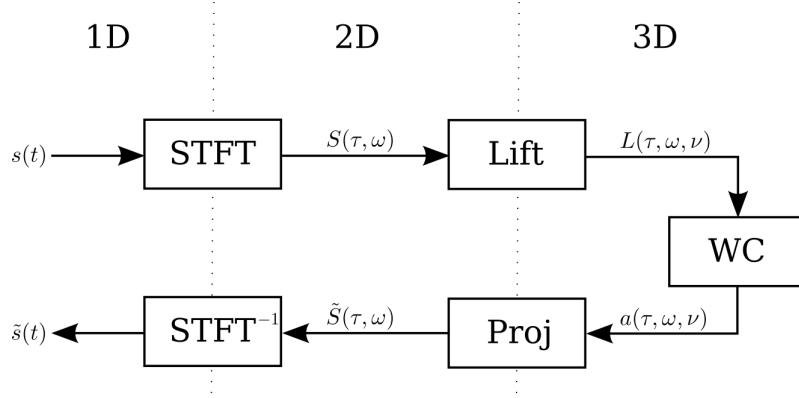 1D 2D 3D
s(t) STFT S(τ, ω) Lift L(τ, ω, ν)
WC
s̃(t) STFT⁻¹ S̃(τ, ω) Proj a(τ, ω, ν)